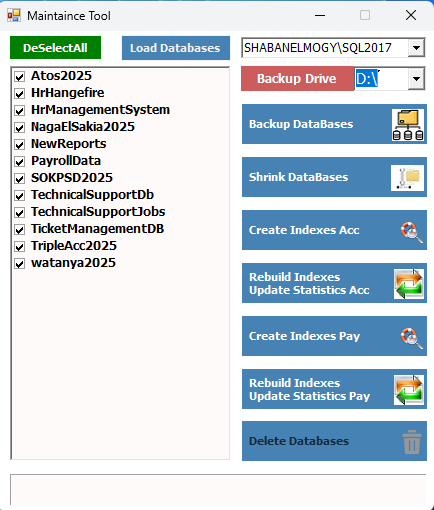 Maintaince Tool
DeSelectAll
Load Databases
SHABANELMOGY\SQL2017
Backup Drive
D:\
Atos2025
HrHangefire
HrManagementSystem
NagaElSakia2025
NewReports
PayrollData
SOKPSD2025
TechnicalSupportDb
TechnicalSupportJobs
TicketManagementDB
TripleAcc2025
watanya2025
Backup DataBases
Shrink DataBases
Create Indexes Acc
Rebuild Indexes
Update Statistics Acc
Create Indexes Pay
Rebuild Indexes
Update Statistics Pay
Delete Databases